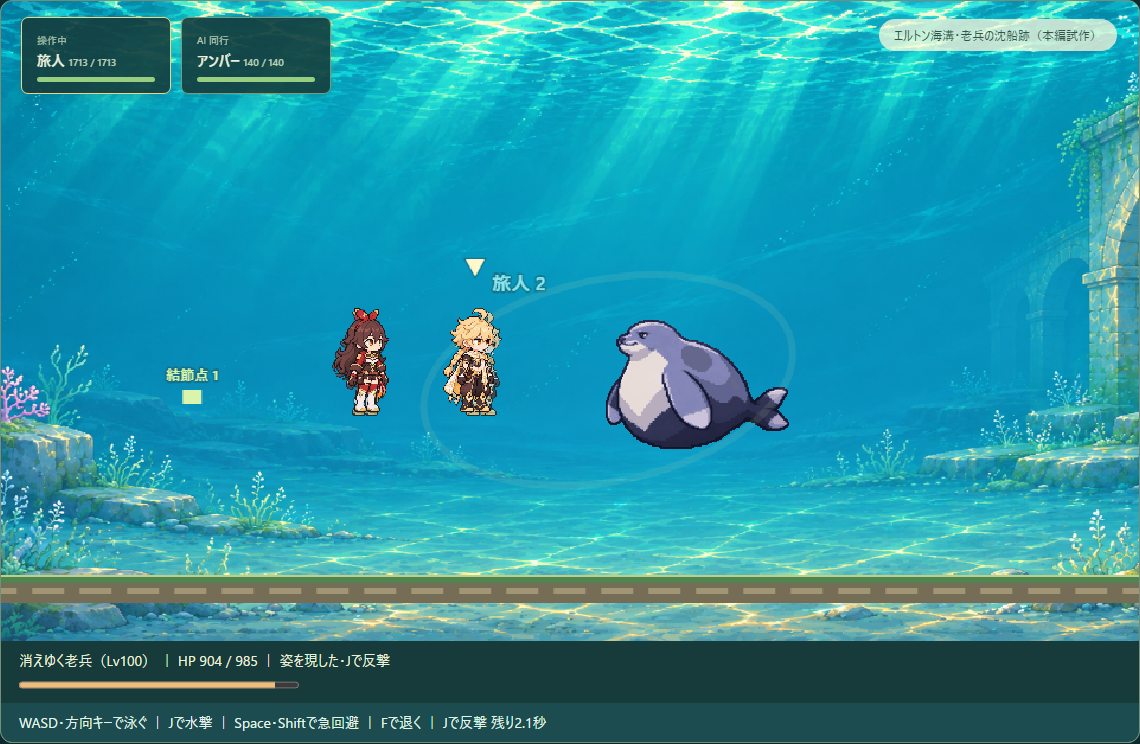 操作中
旅人 1713 / 1713
AI 同行
アンバー 140 / 140
エルトン海溝・老兵の沈船跡（本編試作）
旅人 2
結節点 1
消えゆく老兵（Lv100） | HP 904 / 985 | 姿を現した・Jで反撃
WASD・方向キーで泳ぐ | Jで水撃 | Space・Shiftで急回避 | Fで退く | Jで反撃 残り2.1秒